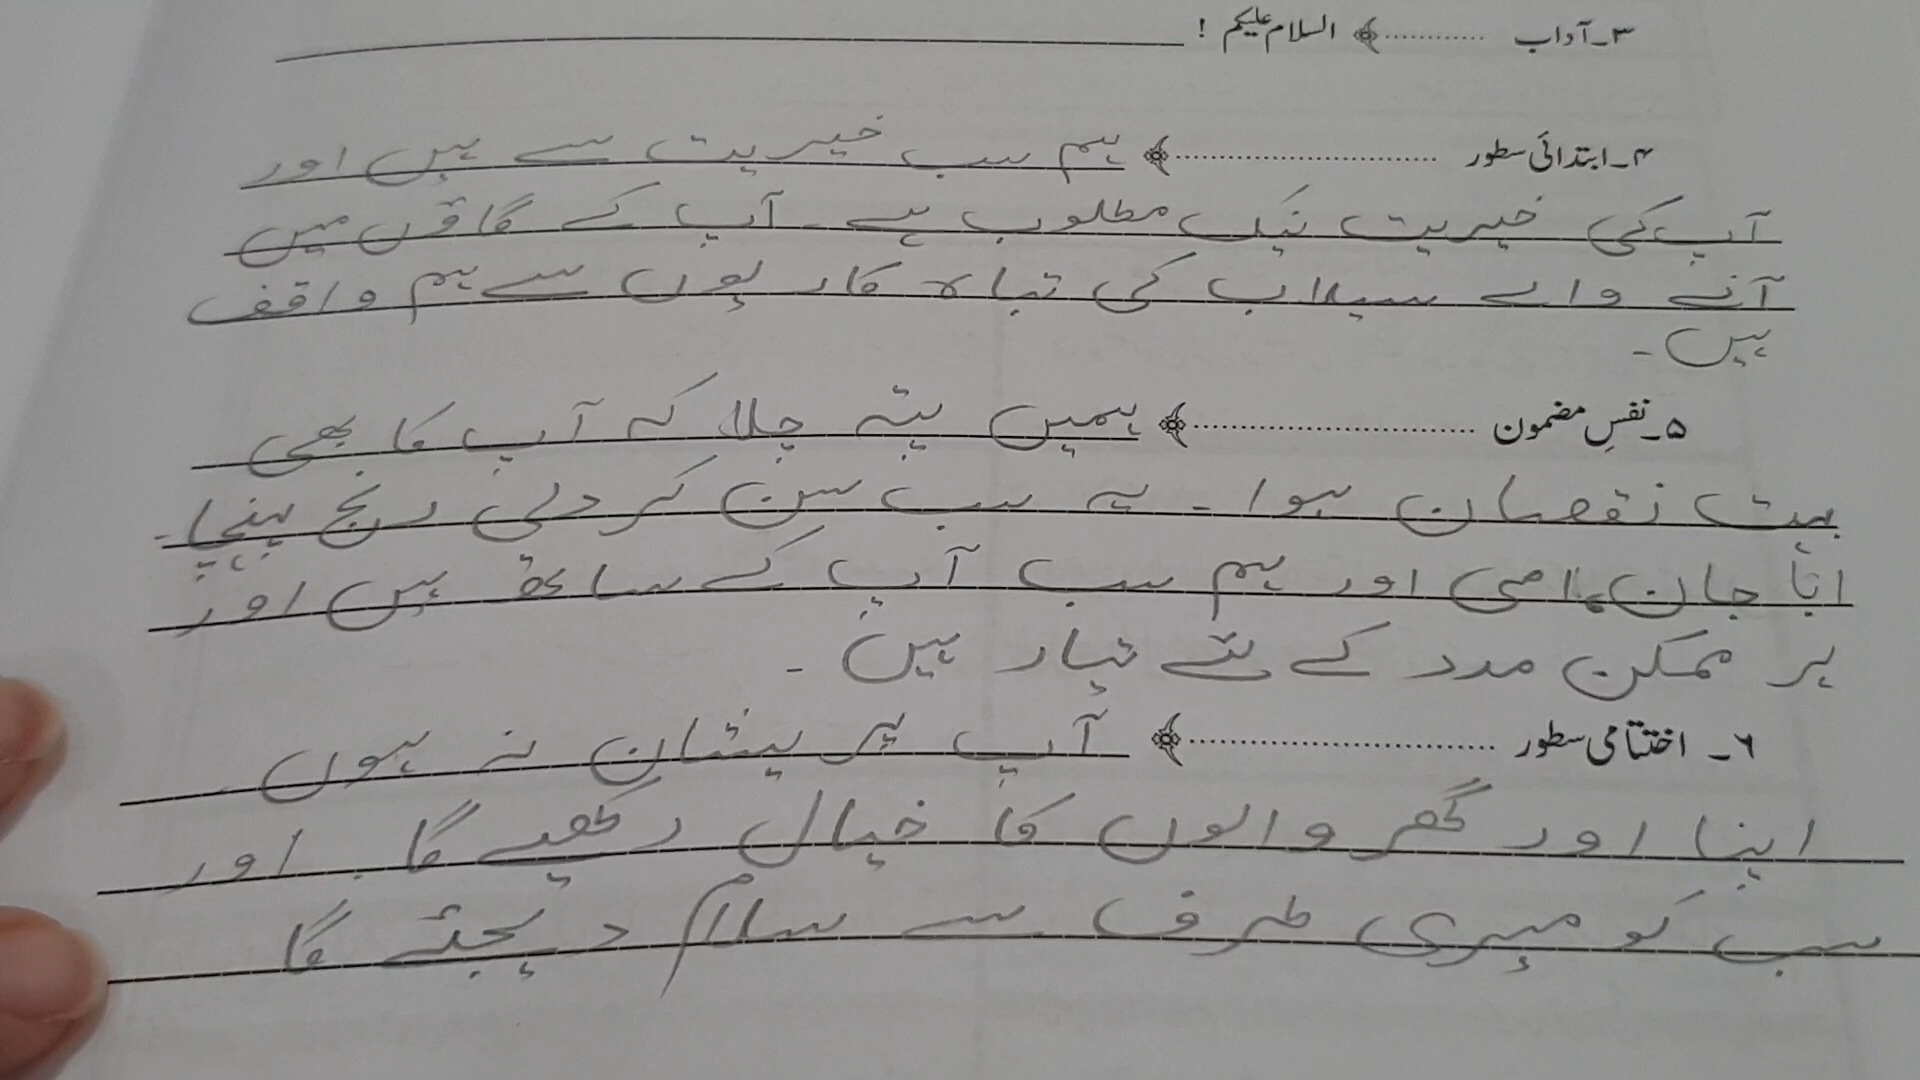 ۳۔ آداب ............ السلام علیکم !
۴۔ ابتدائی سطور ............ ہم سب خیریت سے ہیں اور
آپ کی خیریت نیک مطلوب ہے۔ آپ کے گاؤں میں
آنے والے سیلاب کی تباہ کاریوں سے ہم واقف
ہیں۔
۵۔ نفسِ مضمون ............ ہمیں پتہ چلا کہ آپ کا بھی
بہت نقصان ہوا۔ یہ سب سن کر دلی رنج پہنچا۔
ابّا جان، امی اور ہم سب آپ کے ساتھ ہیں اور
ہر ممکن مدد کے لئے تیار ہیں۔
۶۔ اختتامی سطور ............ آپ پریشان نہ ہوں
اپنا اور گھر والوں کا خیال رکھیے گا۔ اور
سب کو میری طرف سے سلام دیجئے گا